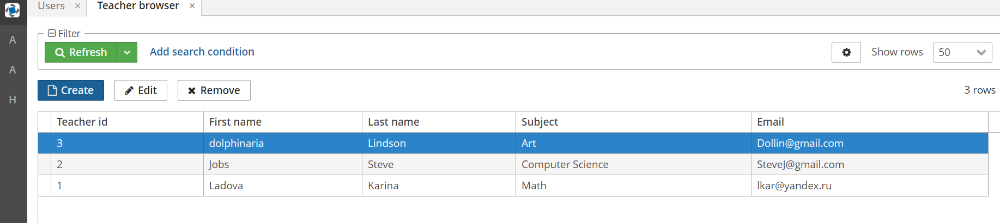 Users × Teacher browser ×
A
A
H
Filter
Refresh Add search condition Show rows 50
Create Edit Remove 3 rows
Teacher id First name Last name Subject Email
3 dolphinaria Lindson Art Dollin@gmail.com
2 Jobs Steve Computer Science SteveJ@gmail.com
1 Ladova Karina Math lkar@yandex.ru